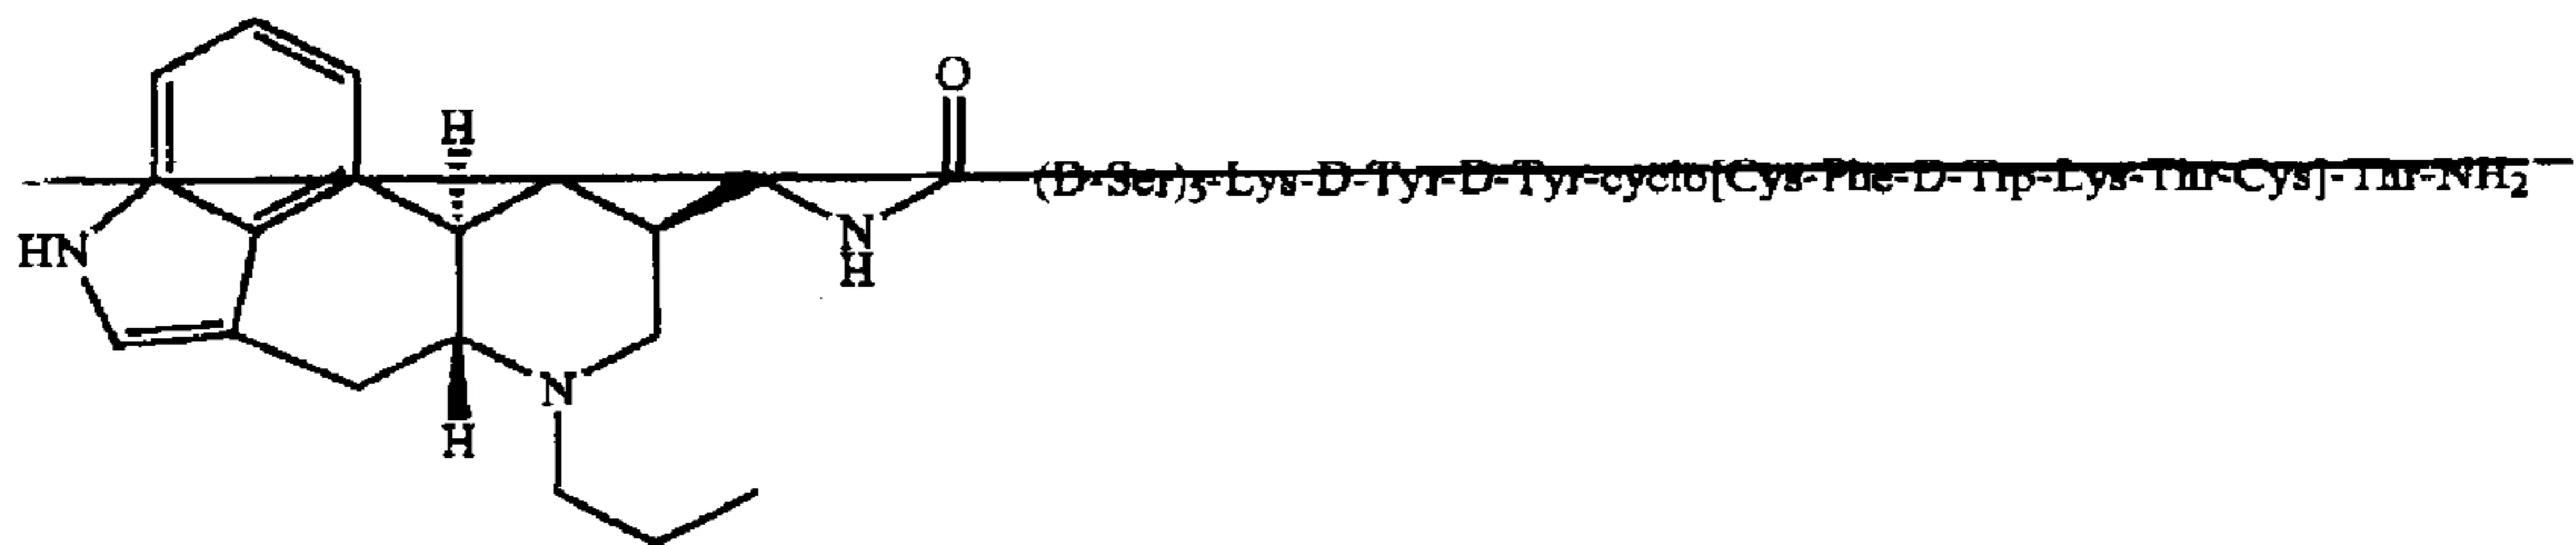 O
H
(D-Ser)₅-Lys-D-Tyr-D-Tyr-cyclo[Cys-Phe-D-Trp-Lys-Thr-Cys]-Thr-NH₂
HN
N
H
N
H